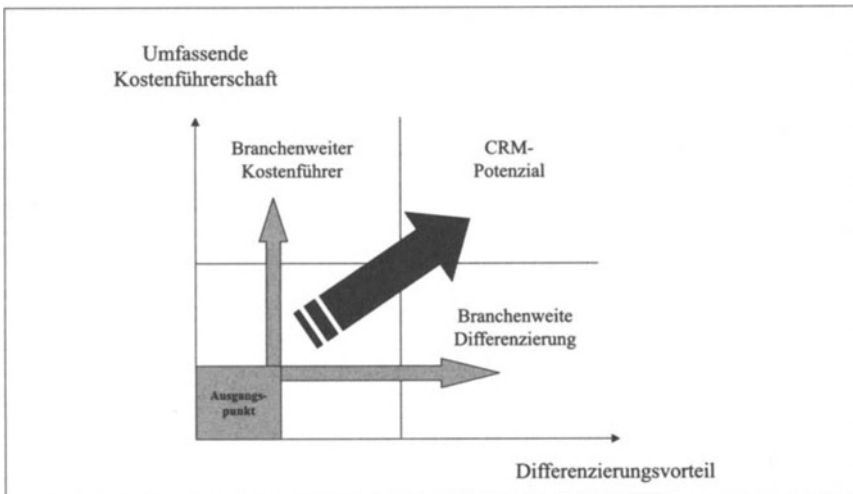 Umfassende
Kostenführerschaft
Branchenweiter
Kostenführer
CRM-
Potenzial
Branchenweite
Differenzierung
Ausgangs-
punkt
Differenzierungsvorteil